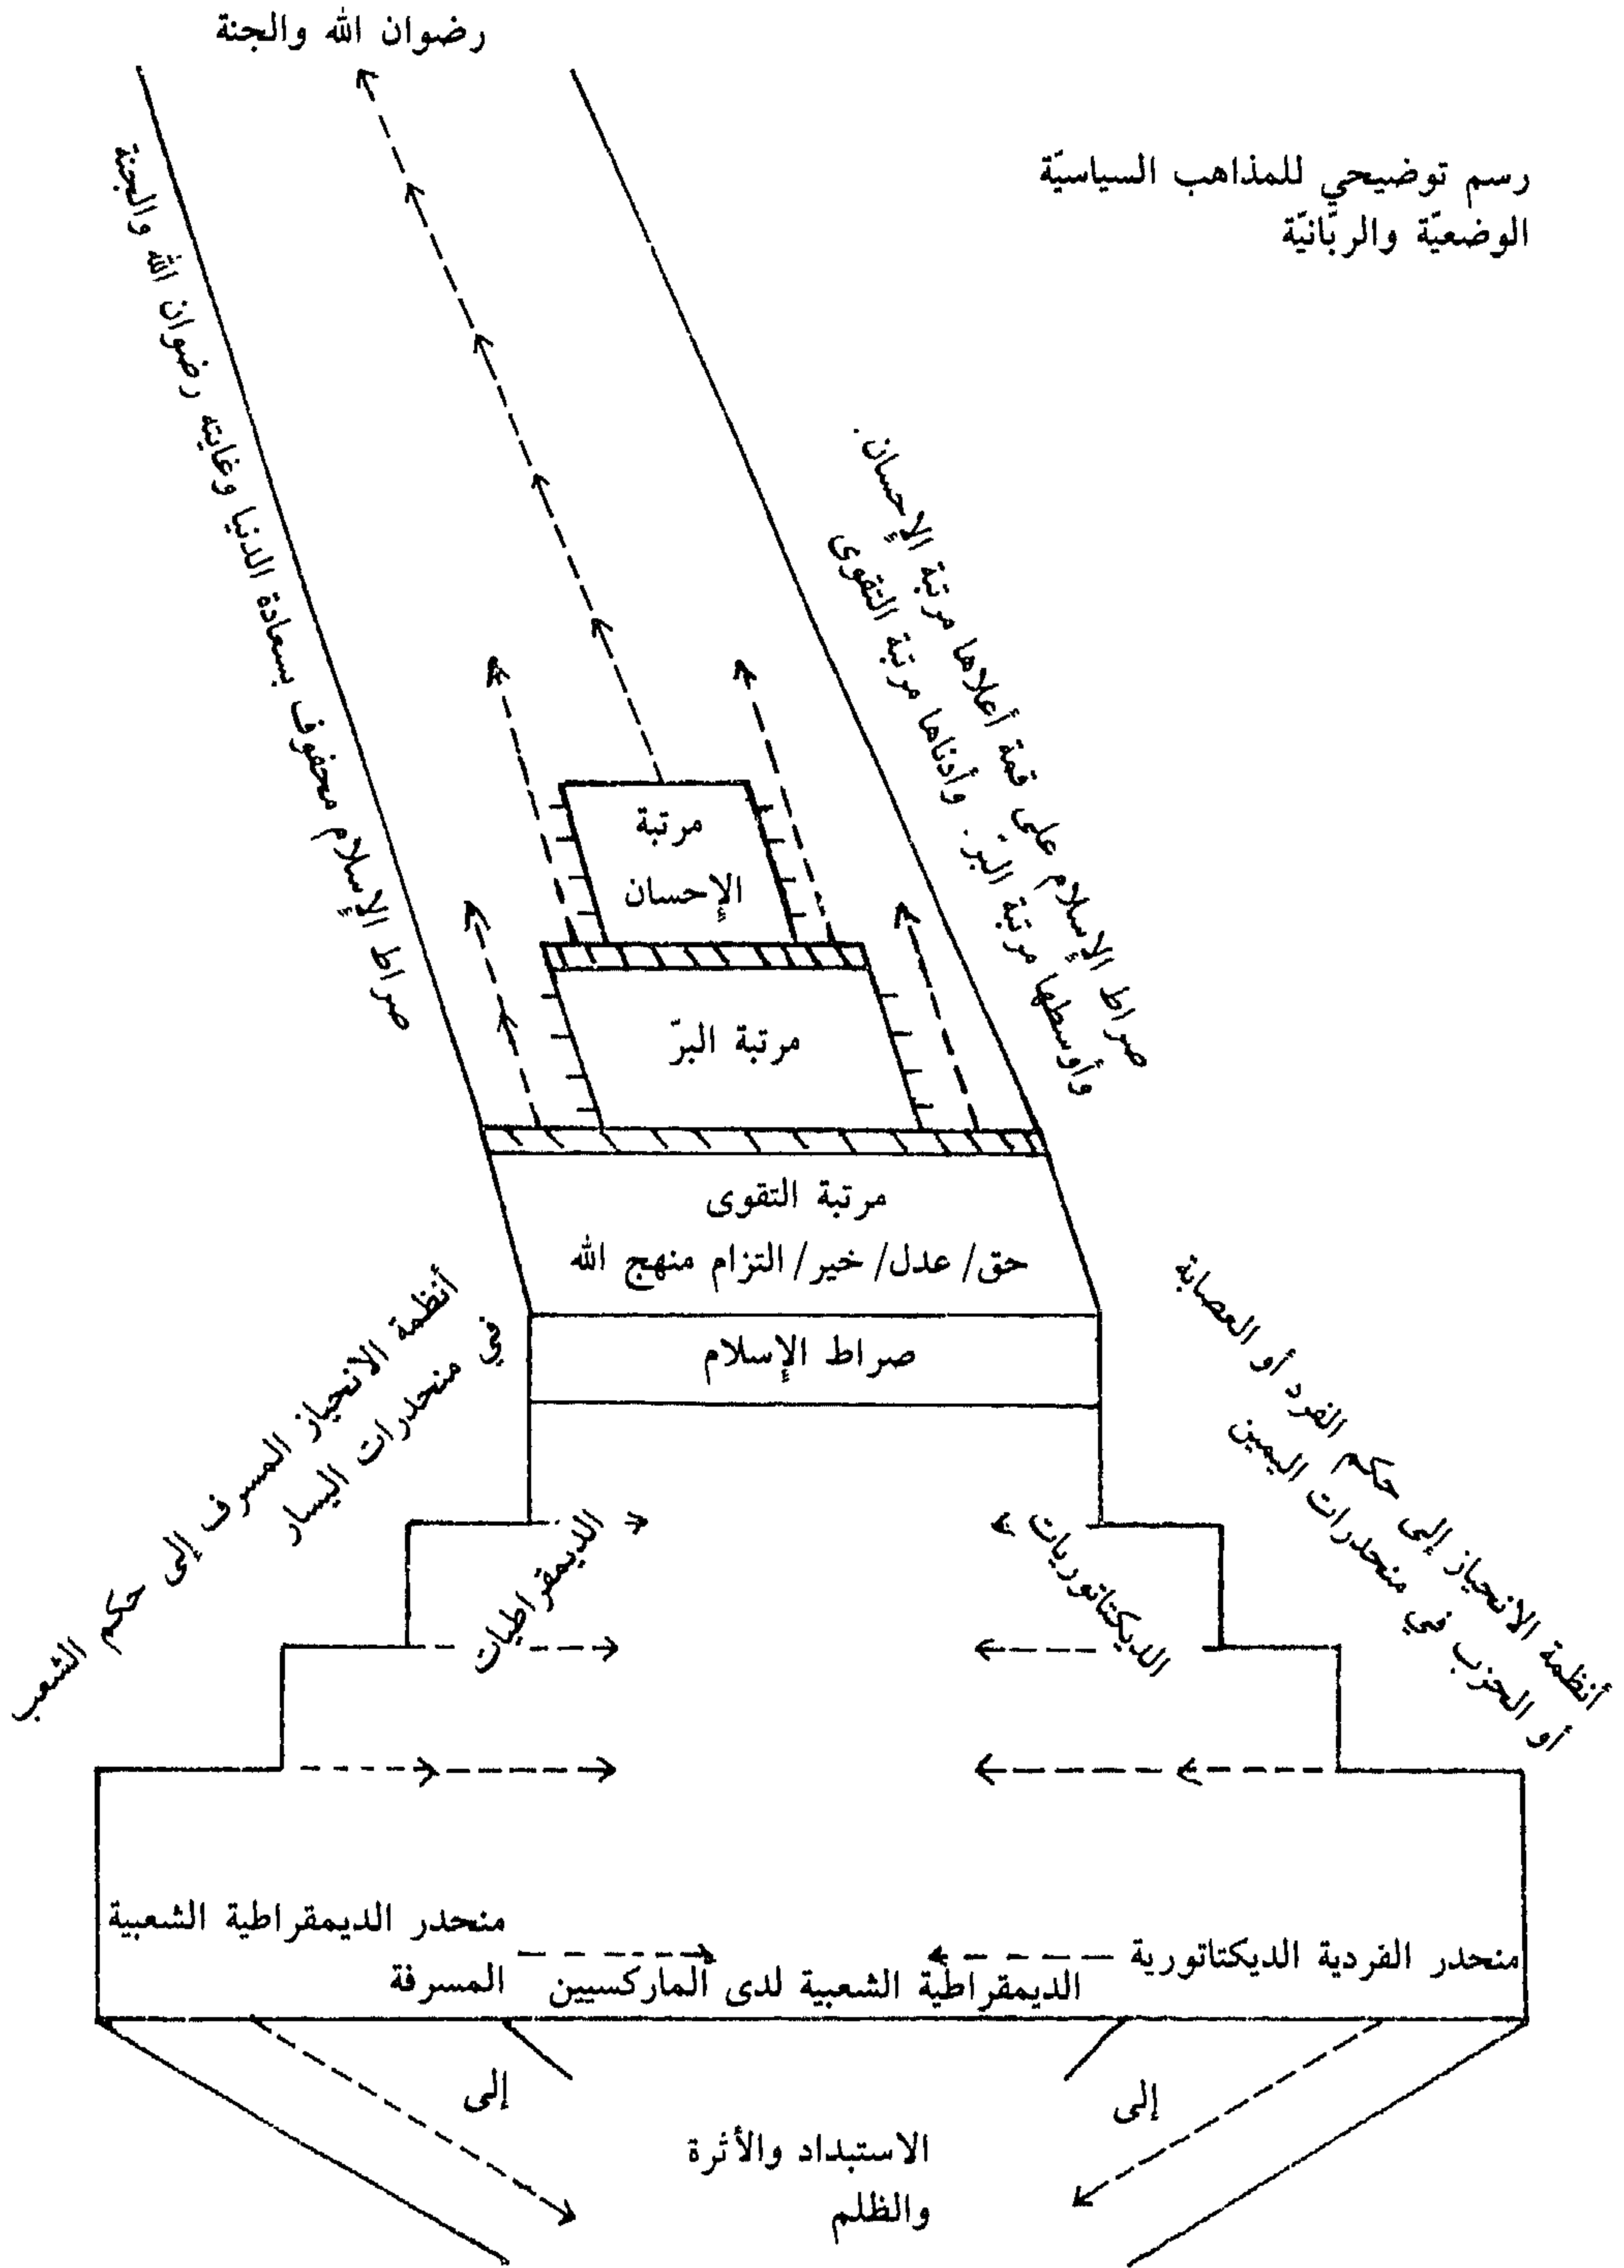 رضوان الله والجنة
رسم توضيحي للمذاهب السياسيّة
الوضعيّة والربّانيّة
صراط الإسلام محفوف بسعادة الدنيا وغايته رضوان الله والجنة
صراط الإسلام على قمة أعلاها مرتبة الإحسان.
وأوسطها مرتبة البرّ. وأدناها مرتبة التقوى
مرتبة
الإحسان
مرتبة البرّ
مرتبة التقوى
حق/ عدل/ خير/ التزام منهج الله
صراط الإسلام
أنظمة الانحياز إلى حكم الفرد أو العصابة
أو الحزب في منحدرات اليمين
أنظمة الانحياز المسرف إلى حكم الشعب
في منحدرات اليسار
الديكتاتوريات
الديمقراطيات
منحدر الفردية الديكتاتورية
منحدر الديمقراطية الشعبية
المسرفة
الديمقراطية الشعبية لدى الماركسيين
إلى
إلى
الاستبداد والأثرة
والظلم